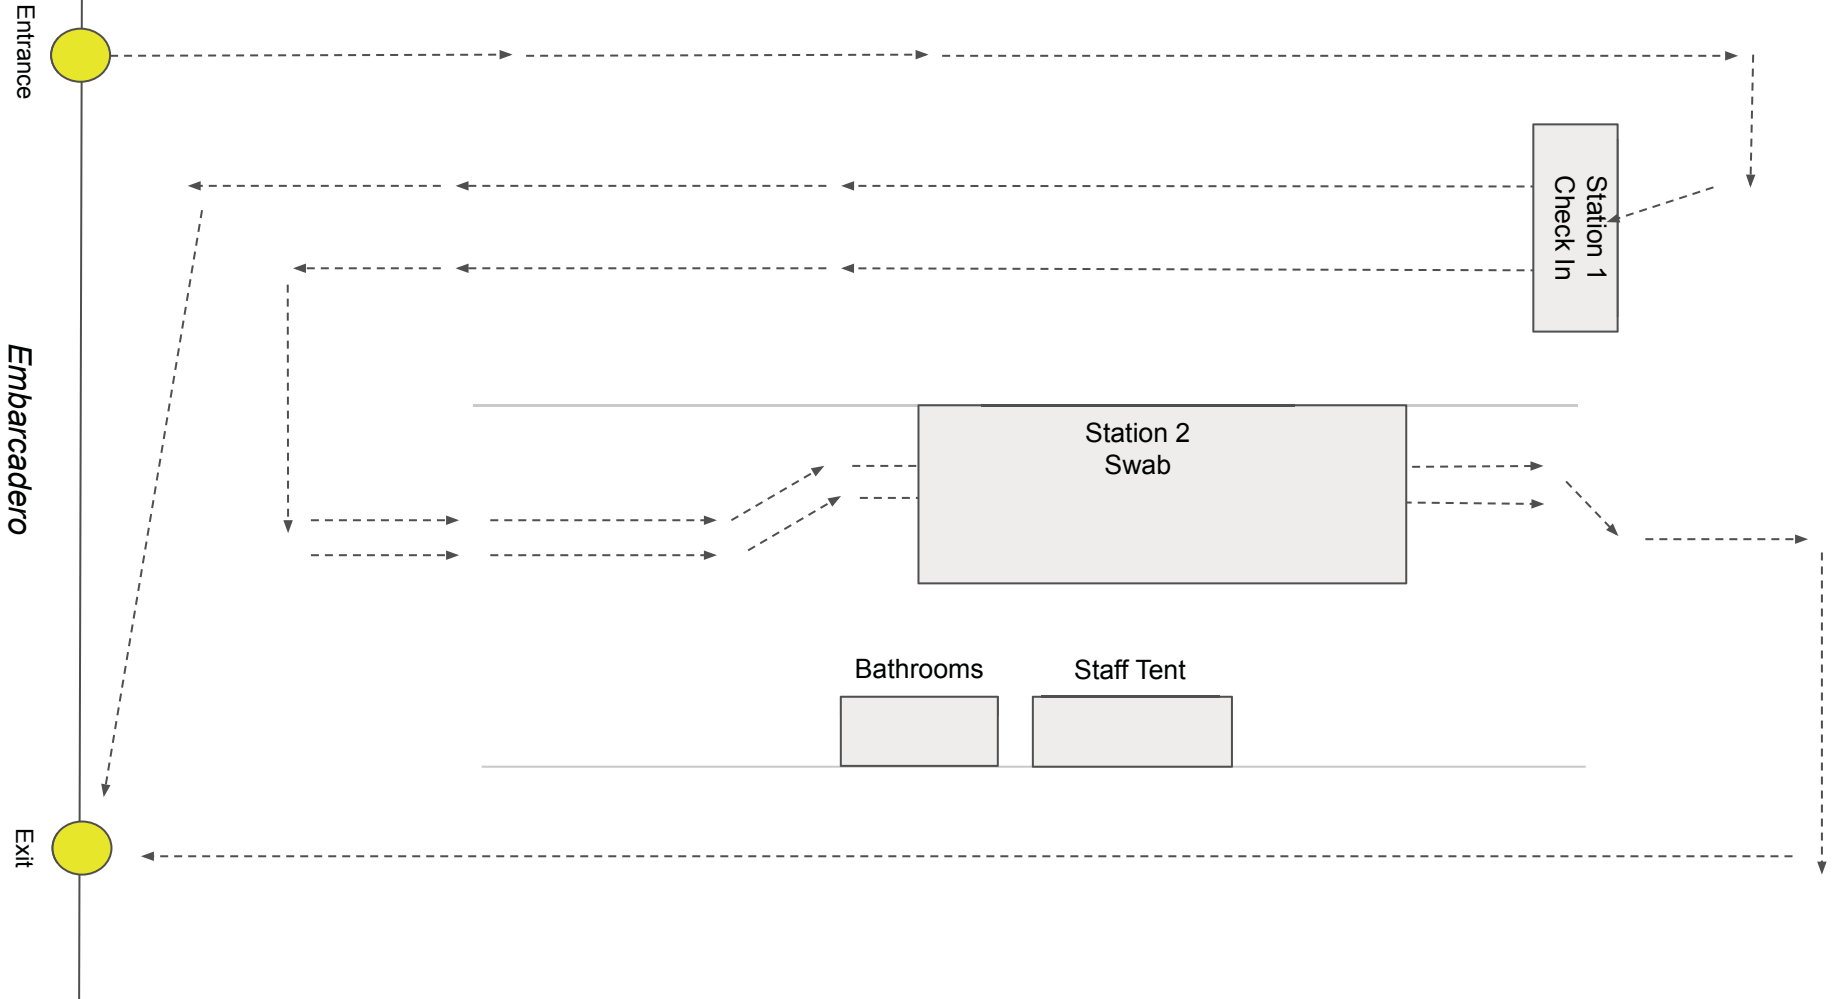 Entrance
Station 1
Check In
Embarcadero
Station 2
Swab
Bathrooms
Staff Tent
Exit